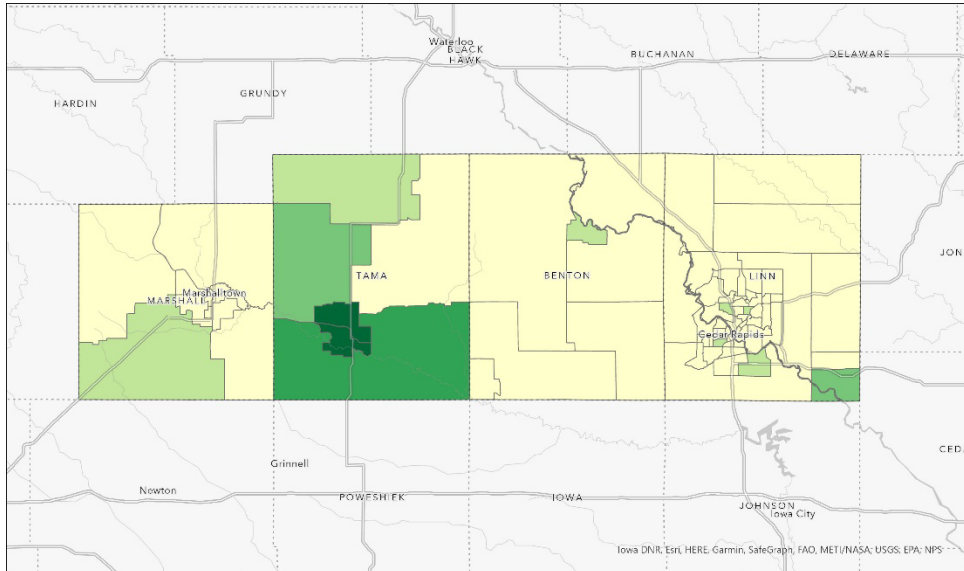 Waterloo
BLACK
HAWK
BUCHANAN
DELAWARE
GRUNDY
HARDIN
TAMA
BENTON
LINN
JON
Marshalltown
MARSHALL
Cedar Rapids
CEDA
Grinnell
Newton
POWESHIEK
IOWA
JOHNSON
Iowa City
Iowa DNR, Esri, HERE, Garmin, SafeGraph, FAO, METI/NASA, USGS, EPA, NPS